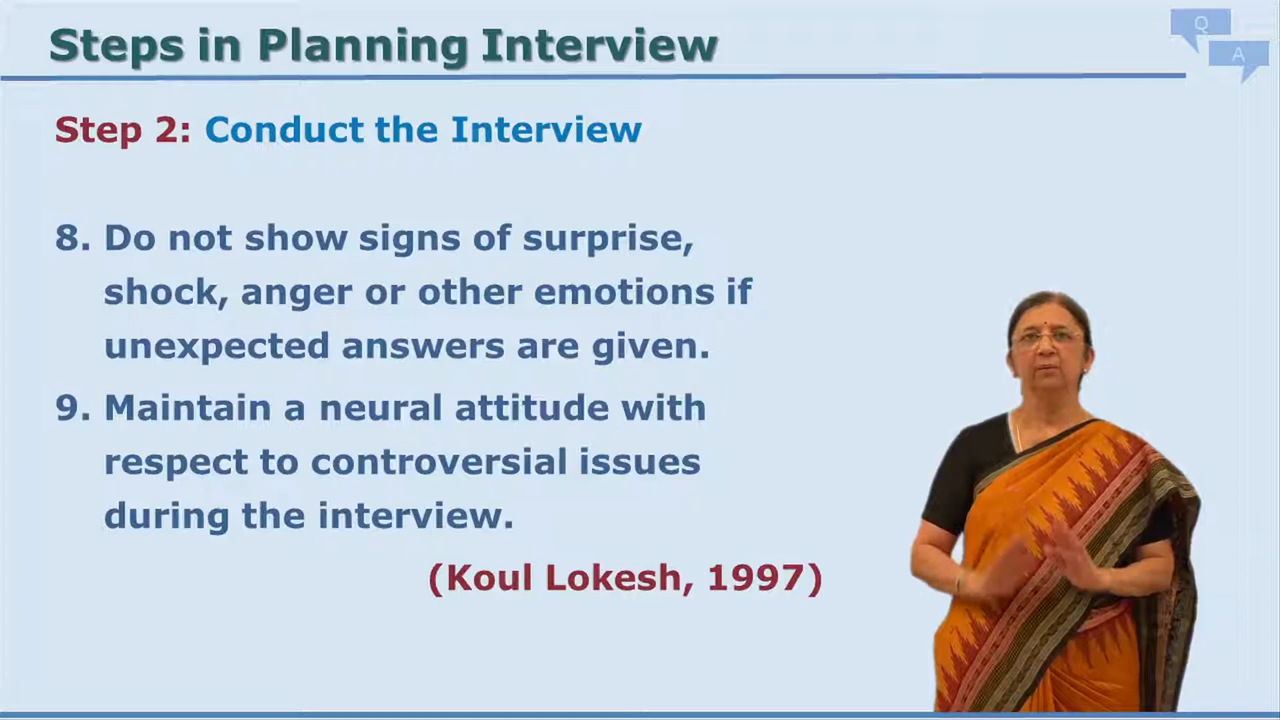 Steps in Planning Interview
Q
A
Step 2: Conduct the Interview
8. Do not show signs of surprise,
shock, anger or other emotions if
unexpected answers are given.
9. Maintain a neural attitude with
respect to controversial issues
during the interview.
(Koul Lokesh, 1997)